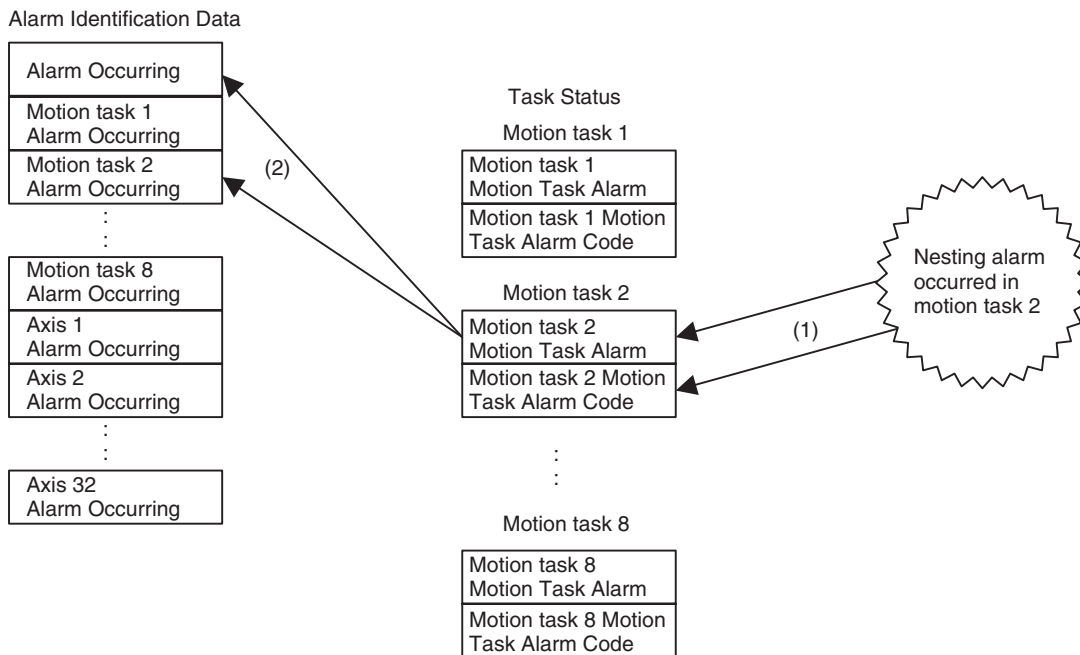 Alarm Identification Data
Alarm Occurring
Motion task 1
Alarm Occurring
Motion task 2
Alarm Occurring
:
:
Motion task 8
Alarm Occurring
Axis 1
Alarm Occurring
Axis 2
Alarm Occurring
:
:
Axis 32
Alarm Occurring
(2)
Task Status
Motion task 1
Motion task 1
Motion Task Alarm
Motion task 1 Motion
Task Alarm Code
Motion task 2
Motion task 2
Motion Task Alarm
Motion task 2 Motion
Task Alarm Code
:
:
Motion task 8
Motion task 8
Motion Task Alarm
Motion task 8 Motion
Task Alarm Code
(1)
Nesting alarm
occurred in
motion task 2